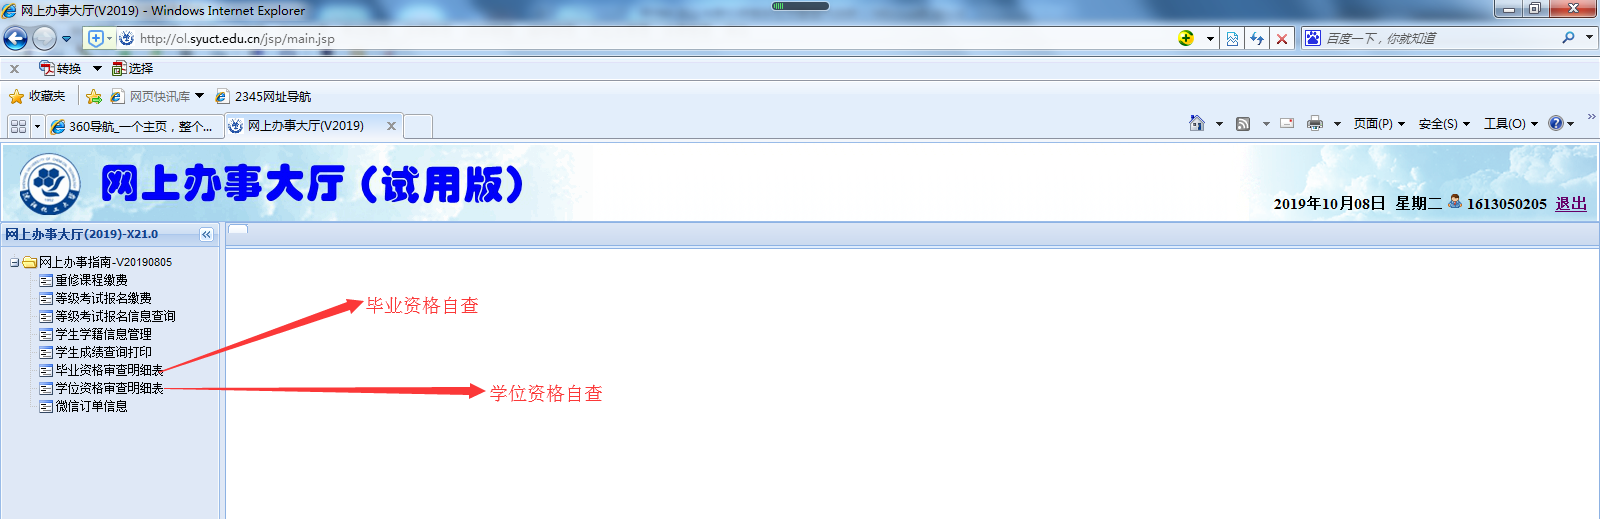 网上办事大厅(V2019) - Windows Internet Explorer
http://ol.syuct.edu.cn/jsp/main.jsp
百度一下，你就知道
x 转换 选择
收藏夹 网页快讯库 2345网址导航
360导航_一个主页，整个... 网上办事大厅(V2019) 页面(P) 安全(S) 工具(O)
网上办事大厅（试用版）
2019年10月08日 星期二 1613050205 退出
网上办事大厅(2019)-X21.0
网上办事指南-V20190805
重修课程缴费
等级考试报名缴费
等级考试报名信息查询
学生学籍信息管理
学生成绩查询打印
毕业资格审查明细表
学位资格审查明细表
微信订单信息
毕业资格自查
学位资格自查